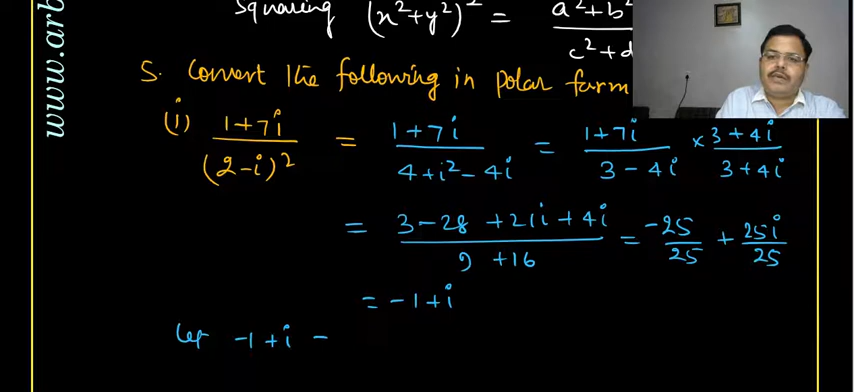 www.arb
Squaring (x²+y²)² = a²+b² / c²+d
5. Convert the following in polar form
(i) 1+7i / (2-i)² = 1+7i / 4+i²-4i = 1+7i / 3-4i × 3+4i / 3+4i
= 3-28+21i+4i / 9+16 = -25/25 + 25i/25
= -1+i
Let -1+i =